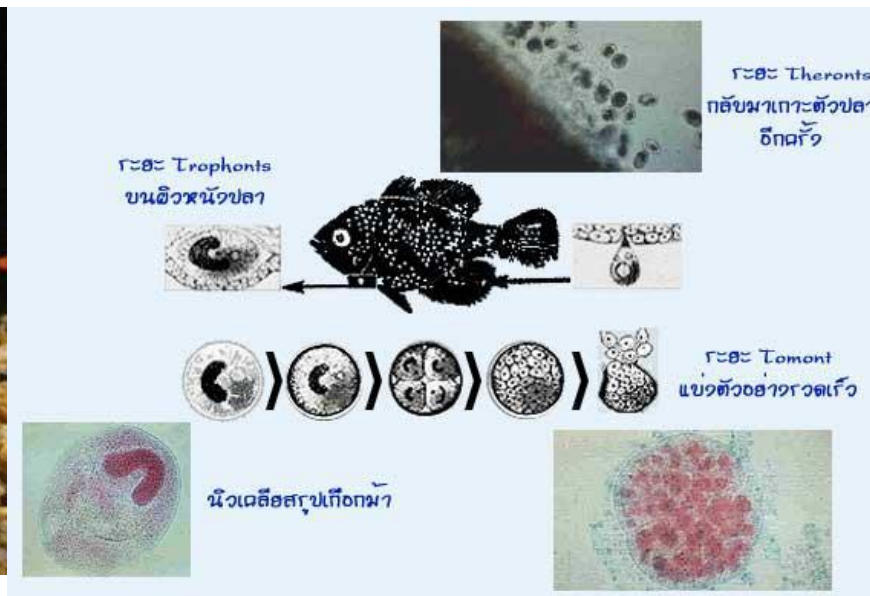 ระยะ Theronts
กลับมาเกาะตัวปลา
อีกครั้ง
ระยะ Trophonts
บนผิวหนังปลา
ระยะ Tomont
แบ่งตัวอย่างรวดเร็ว
นิวเคลียสรูปเกือกม้า